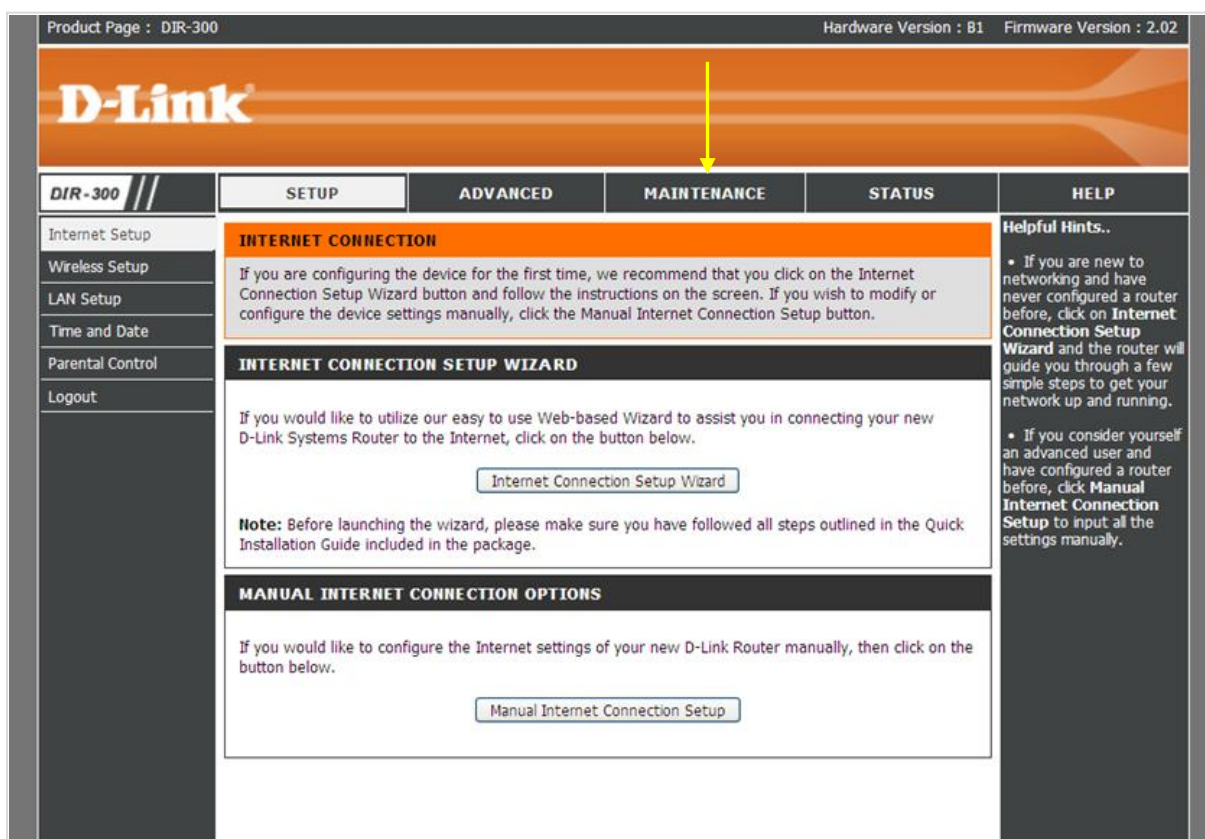 Product Page : DIR-300 Hardware Version : B1 Firmware Version : 2.02
D-Link
DIR-300 SETUP ADVANCED MAINTENANCE STATUS HELP
Internet Setup
Wireless Setup
LAN Setup
Time and Date
Parental Control
Logout
INTERNET CONNECTION
If you are configuring the device for the first time, we recommend that you click on the Internet
Connection Setup Wizard button and follow the instructions on the screen. If you wish to modify or
configure the device settings manually, click the Manual Internet Connection Setup button.
INTERNET CONNECTION SETUP WIZARD
If you would like to utilize our easy to use Web-based Wizard to assist you in connecting your new
D-Link Systems Router to the Internet, click on the button below.
Internet Connection Setup Wizard
Note: Before launching the wizard, please make sure you have followed all steps outlined in the Quick
Installation Guide included in the package.
MANUAL INTERNET CONNECTION OPTIONS
If you would like to configure the Internet settings of your new D-Link Router manually, then click on the
button below.
Manual Internet Connection Setup
Helpful Hints..
• If you are new to
networking and have
never configured a router
before, click on Internet
Connection Setup
Wizard and the router will
guide you through a few
simple steps to get your
network up and running.
• If you consider yourself
an advanced user and
have configured a router
before, click Manual
Internet Connection
Setup to input all the
settings manually.